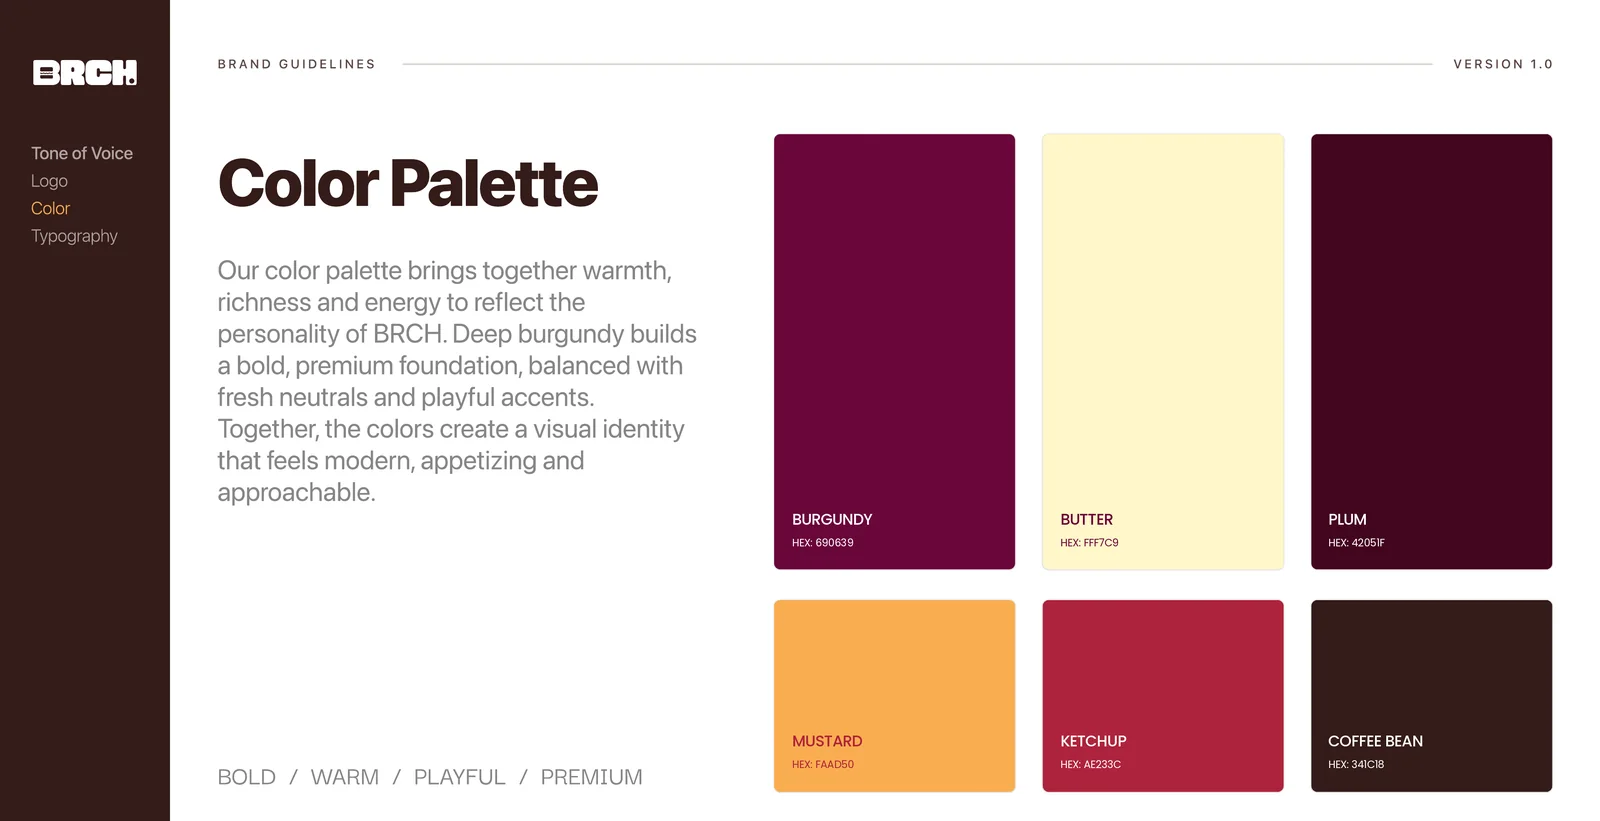 BRCH.
Tone of Voice
Logo
Color
Typography
BRAND GUIDELINES
VERSION 1.0
Color Palette
Our color palette brings together warmth,
richness and energy to reflect the
personality of BRCH. Deep burgundy builds
a bold, premium foundation, balanced with
fresh neutrals and playful accents.
Together, the colors create a visual identity
that feels modern, appetizing and
approachable.
BOLD / WARM / PLAYFUL / PREMIUM
BURGUNDY
HEX: 690639
BUTTER
HEX: FFF7C9
PLUM
HEX: 42051F
MUSTARD
HEX: FAAD50
KETCHUP
HEX: AE233C
COFFEE BEAN
HEX: 341C18